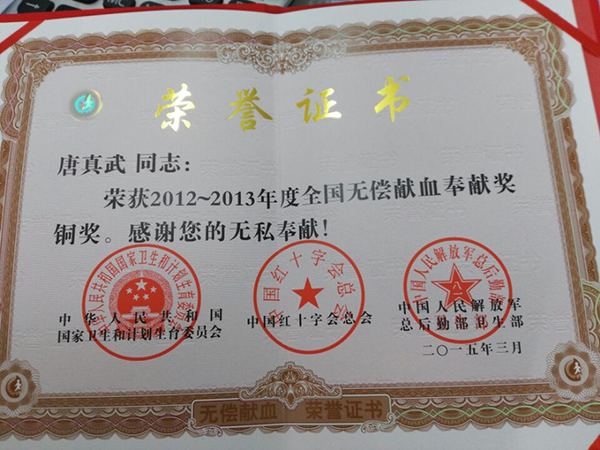 荣誉证书
唐真武 同志：
荣获2012~2013年度全国无偿献血奉献奖
铜奖。感谢您的无私奉献！
中华人民共和国国家卫生和计划生育委员会
中国红十字会总会
中国人民解放军总后勤部
中华人民共和国
国家卫生和计划生育委员会
中国红十字会总会
中国人民解放军
总后勤部卫生部
二〇一五年三月
无偿献血 荣誉证书